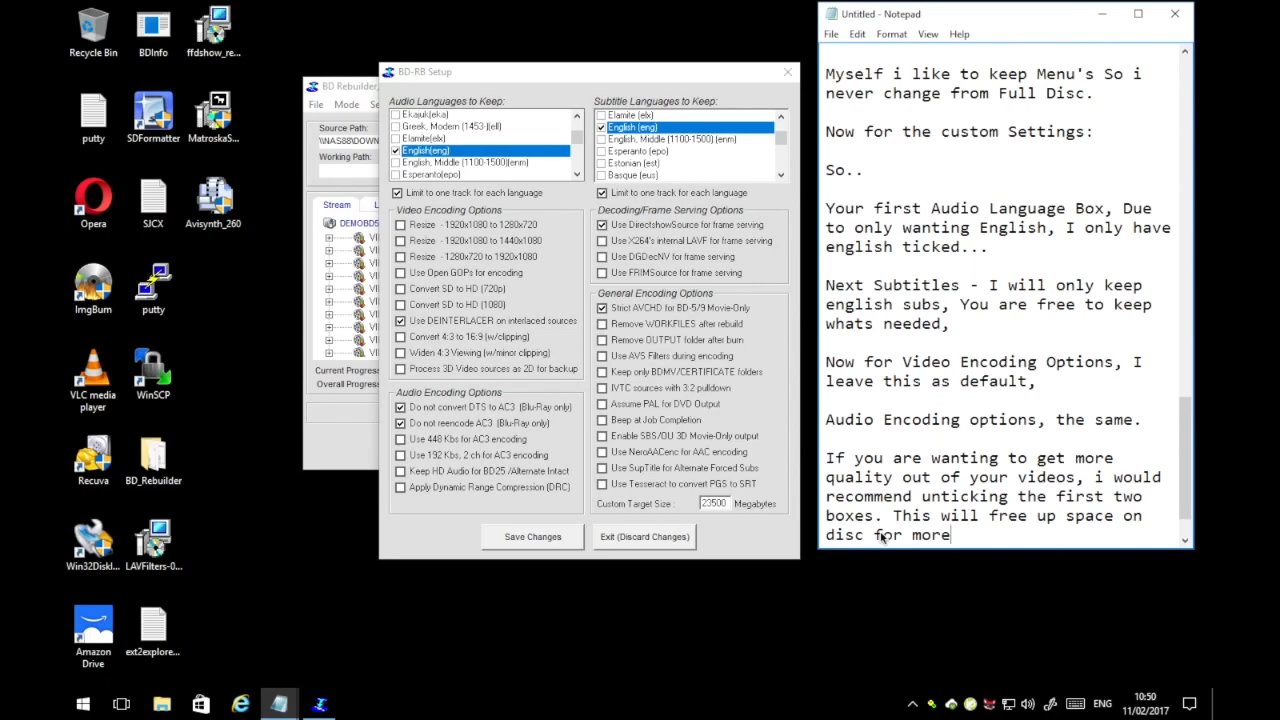 Recycle Bin
BDInfo
ffdshow_re...
putty
SDFormatter
MatroskaS...
Opera
SJCX
Avisynth_260
ImgBurn
putty
VLC media
player
WinSCP
Recuva
BD_Rebuilder
Win32Diskl...
LAVFilters-0...
Amazon
Drive
ext2explore...
BD Rebuilder
File Mode
Source Path:
\\NAS88\DOWN
Working Path:
Stream
DEMOBD5
Current Progress
Overall Progress
BD-RB Setup
Audio Languages to Keep:
Ekajuk(eka)
Greek, Modern (1453-)(ell)
Elamite(elx)
English(eng)
English, Middle (1100-1500)(enm)
Esperanto(epo)
Limit to one track for each language
Video Encoding Options
Resize - 1920x1080 to 1280x720
Resize - 1920x1080 to 1440x1080
Resize - 1280x720 to 1920x1080
Use Open GOPs for encoding
Convert SD to HD (720p)
Convert SD to HD (1080)
Use DEINTERLACER on interlaced sources
Convert 4:3 to 16:9 (w/clipping)
Widen 4:3 Viewing (w/minor clipping)
Process 3D Video sources as 2D for backup
Audio Encoding Options
Do not convert DTS to AC3 (Blu-Ray only)
Do not reencode AC3 (Blu-Ray only)
Use 448 Kbs for AC3 encoding
Use 192 Kbs, 2 ch for AC3 encoding
Keep HD Audio for BD25 /Alternate Intact
Apply Dynamic Range Compression (DRC)
Subtitle Languages to Keep:
Elamite (elx)
English (eng)
English, Middle (1100-1500) (enm)
Esperanto (epo)
Estonian (est)
Basque (eus)
Limit to one track for each language
Decoding/Frame Serving Options
Use DirectshowSource for frame serving
Use X264's internal LAVF for frame serving
Use DGDecNV for frame serving
Use FRIMSource for frame serving
General Encoding Options
Strict AVCHD for BD-5/9 Movie-Only
Remove WORKFILES after rebuild
Remove OUTPUT folder after burn
Use AVS Filters during encoding
Keep only BDMV/CERTIFICATE folders
IVTC sources with 3:2 pulldown
Assume PAL for DVD Output
Beep at Job Completion
Enable SBS/OU 3D Movie-Only output
Use NeroAACenc for AAC encoding
Use SupTitle for Alternate Forced Subs
Use Tesseract to convert PGS to SRT
Custom Target Size : 23500 Megabytes
Save Changes
Exit (Discard Changes)
Untitled - Notepad
File Edit Format View Help
Myself i like to keep Menu's So i
never change from Full Disc.
Now for the custom Settings:
So..
Your first Audio Language Box, Due
to only wanting English, I only have
english ticked...
Next Subtitles - I will only keep
english subs, You are free to keep
whats needed,
Now for Video Encoding Options, I
leave this as default,
Audio Encoding options, the same.
If you are wanting to get more
quality out of your videos, i would
recommend unticking the first two
boxes. This will free up space on
disc for more
ENG
10:50
11/02/2017